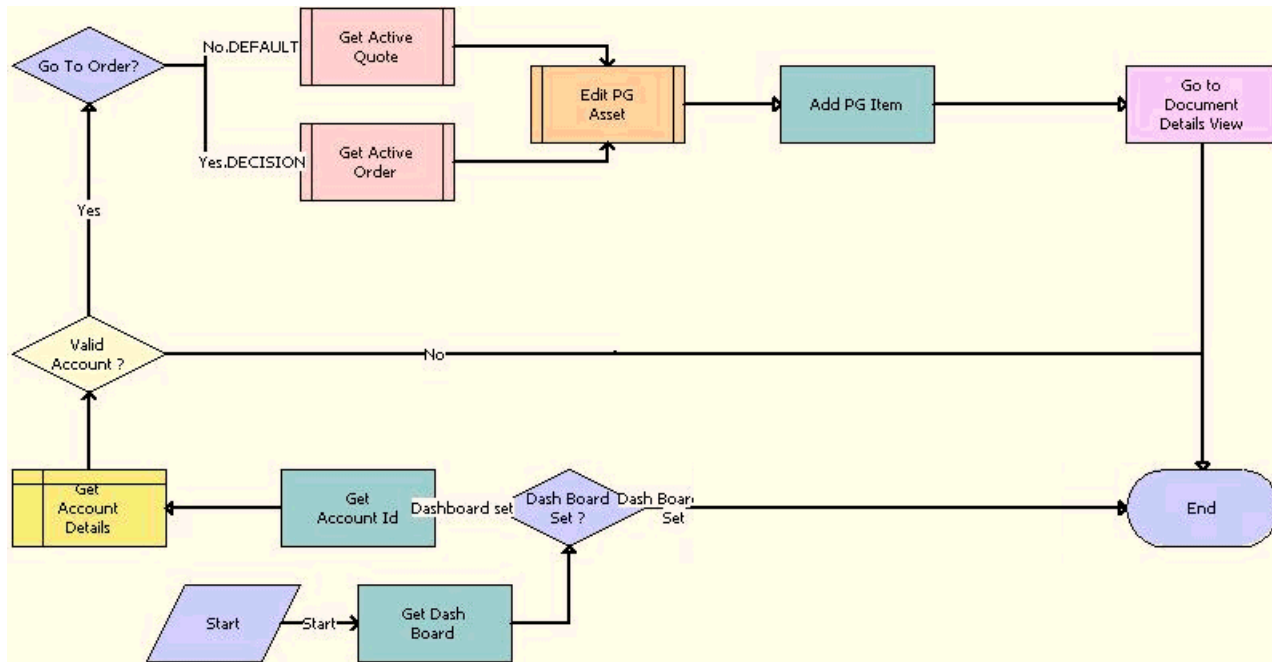 No.DEFAULT
Get Active
Quote
Go To Order?
Edit PG
Asset
Add PG Item
Go to
Document
Details View
Yes.DECISION
Get Active
Order
Yes
Valid
Account ?
No
Get
Account
Details
Get
Account Id
Dashboard set
Dash Board
Set ?
Dash Board
Set
End
Start
Start
Get Dash
Board